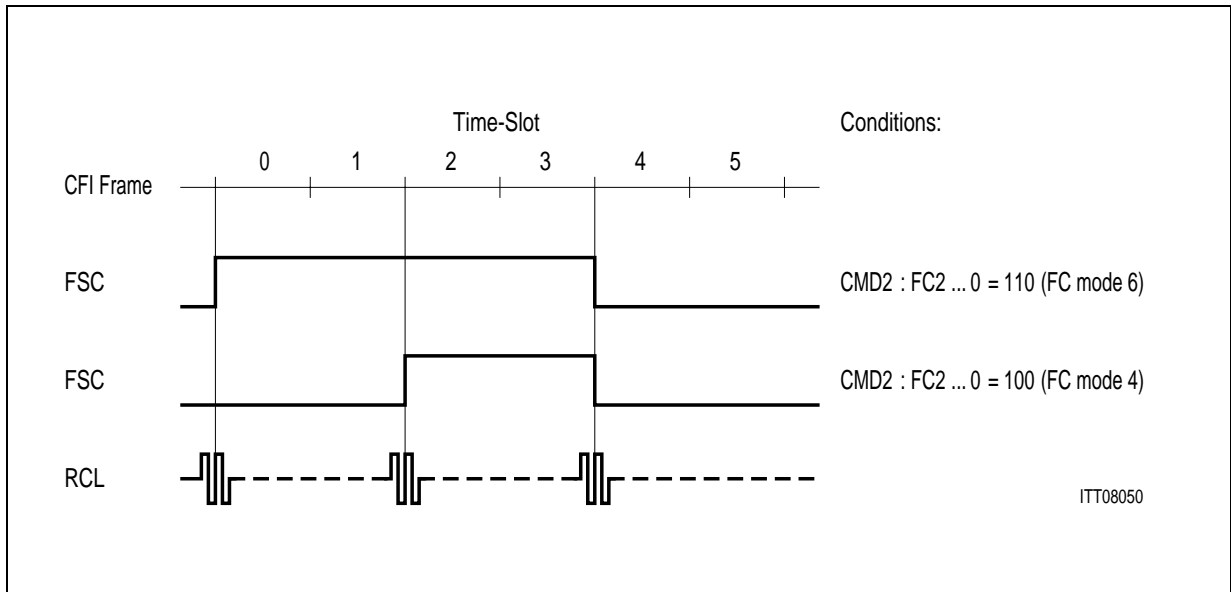 Time-Slot Conditions:
0 1 2 3 4 5
CFI Frame
FSC CMD2 : FC2 ... 0 = 110 (FC mode 6)
FSC CMD2 : FC2 ... 0 = 100 (FC mode 4)
RCL
ITT08050